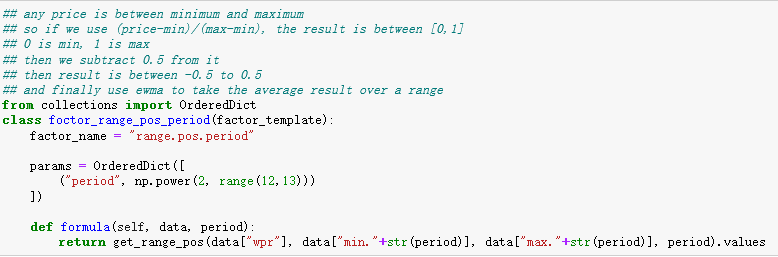 ## any price is between minimum and maximum
## so if we use (price-min)/(max-min), the result is between [0,1]
## 0 is min, 1 is max
## then we subtract 0.5 from it
## then result is between -0.5 to 0.5
## and finally use ewma to take the average result over a range
from collections import OrderedDict
class foctor_range_pos_period(factor_template):
    factor_name = "range.pos.period"

    params = OrderedDict([
        ("period", np.power(2, range(12,13)))
    ])

    def formula(self, data, period):
        return get_range_pos(data["wpr"], data["min."+str(period)], data["max."+str(period)], period).values